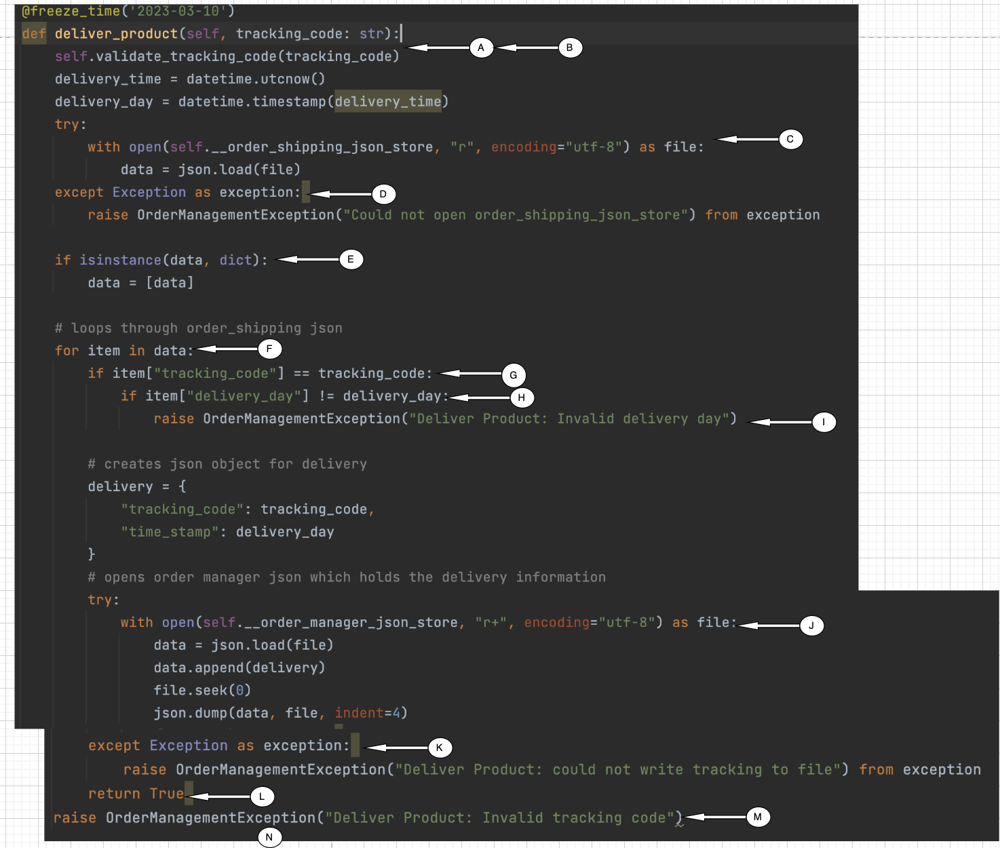 @freeze_time('2023-03-10')
def deliver_product(self, tracking_code: str):
A B
self.validate_tracking_code(tracking_code)
delivery_time = datetime.utcnow()
delivery_day = datetime.timestamp(delivery_time)
try:
with open(self.__order_shipping_json_store, "r", encoding="utf-8") as file: C
data = json.load(file)
except Exception as exception: D
raise OrderManagementException("Could not open order_shipping_json_store") from exception
if isinstance(data, dict): E
data = [data]
# loops through order_shipping json
for item in data: F
if item["tracking_code"] == tracking_code: G
if item["delivery_day"] != delivery_day: H
raise OrderManagementException("Deliver Product: Invalid delivery day") I
# creates json object for delivery
delivery = {
"tracking_code": tracking_code,
"time_stamp": delivery_day
}
# opens order manager json which holds the delivery information
try:
with open(self.__order_manager_json_store, "r+", encoding="utf-8") as file: J
data = json.load(file)
data.append(delivery)
file.seek(0)
json.dump(data, file, indent=4)
except Exception as exception: K
raise OrderManagementException("Deliver Product: could not write tracking to file") from exception
return True L
raise OrderManagementException("Deliver Product: Invalid tracking code") M
N